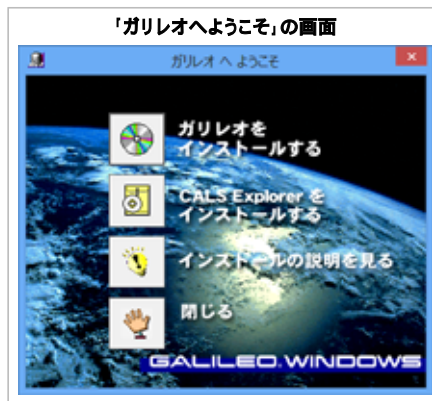 「ガリレオへようこそ」の画面
ガリレオ へ ようこそ
ガリレオを
インストールする
CALS Explorer を
インストールする
インストールの説明を見る
閉じる
GALILEO.WINDOWS